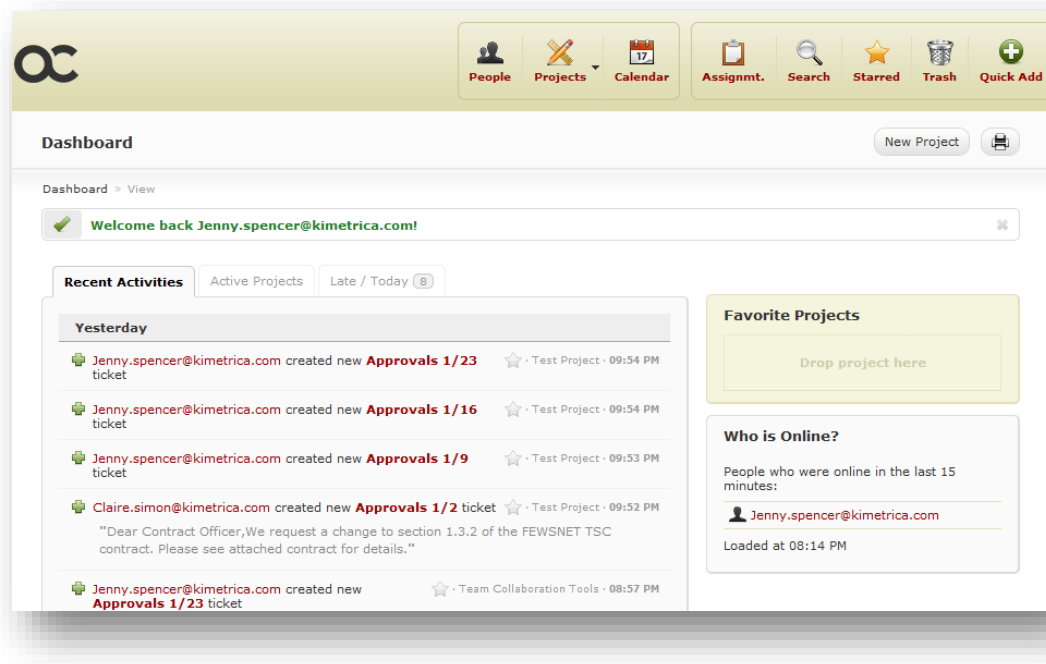 People Projects Calendar Assignmt. Search Starred Trash Quick Add
17
Dashboard
New Project
Dashboard » View
Welcome back Jenny.spencer@kimetrica.com!
Recent Activities
Active Projects
Late / Today 8
Yesterday
Jenny.spencer@kimetrica.com created new Approvals 1/23 · Test Project · 09:54 PM
ticket
Jenny.spencer@kimetrica.com created new Approvals 1/16 · Test Project · 09:54 PM
ticket
Jenny.spencer@kimetrica.com created new Approvals 1/9 · Test Project · 09:53 PM
ticket
Claire.simon@kimetrica.com created new Approvals 1/2 ticket · Test Project · 09:52 PM
"Dear Contract Officer,We request a change to section 1.3.2 of the FEWSNET TSC
contract. Please see attached contract for details."
Jenny.spencer@kimetrica.com created new · Team Collaboration Tools · 08:57 PM
Approvals 1/23 ticket
Favorite Projects
Drop project here
Who is Online?
People who were online in the last 15
minutes:
Jenny.spencer@kimetrica.com
Loaded at 08:14 PM